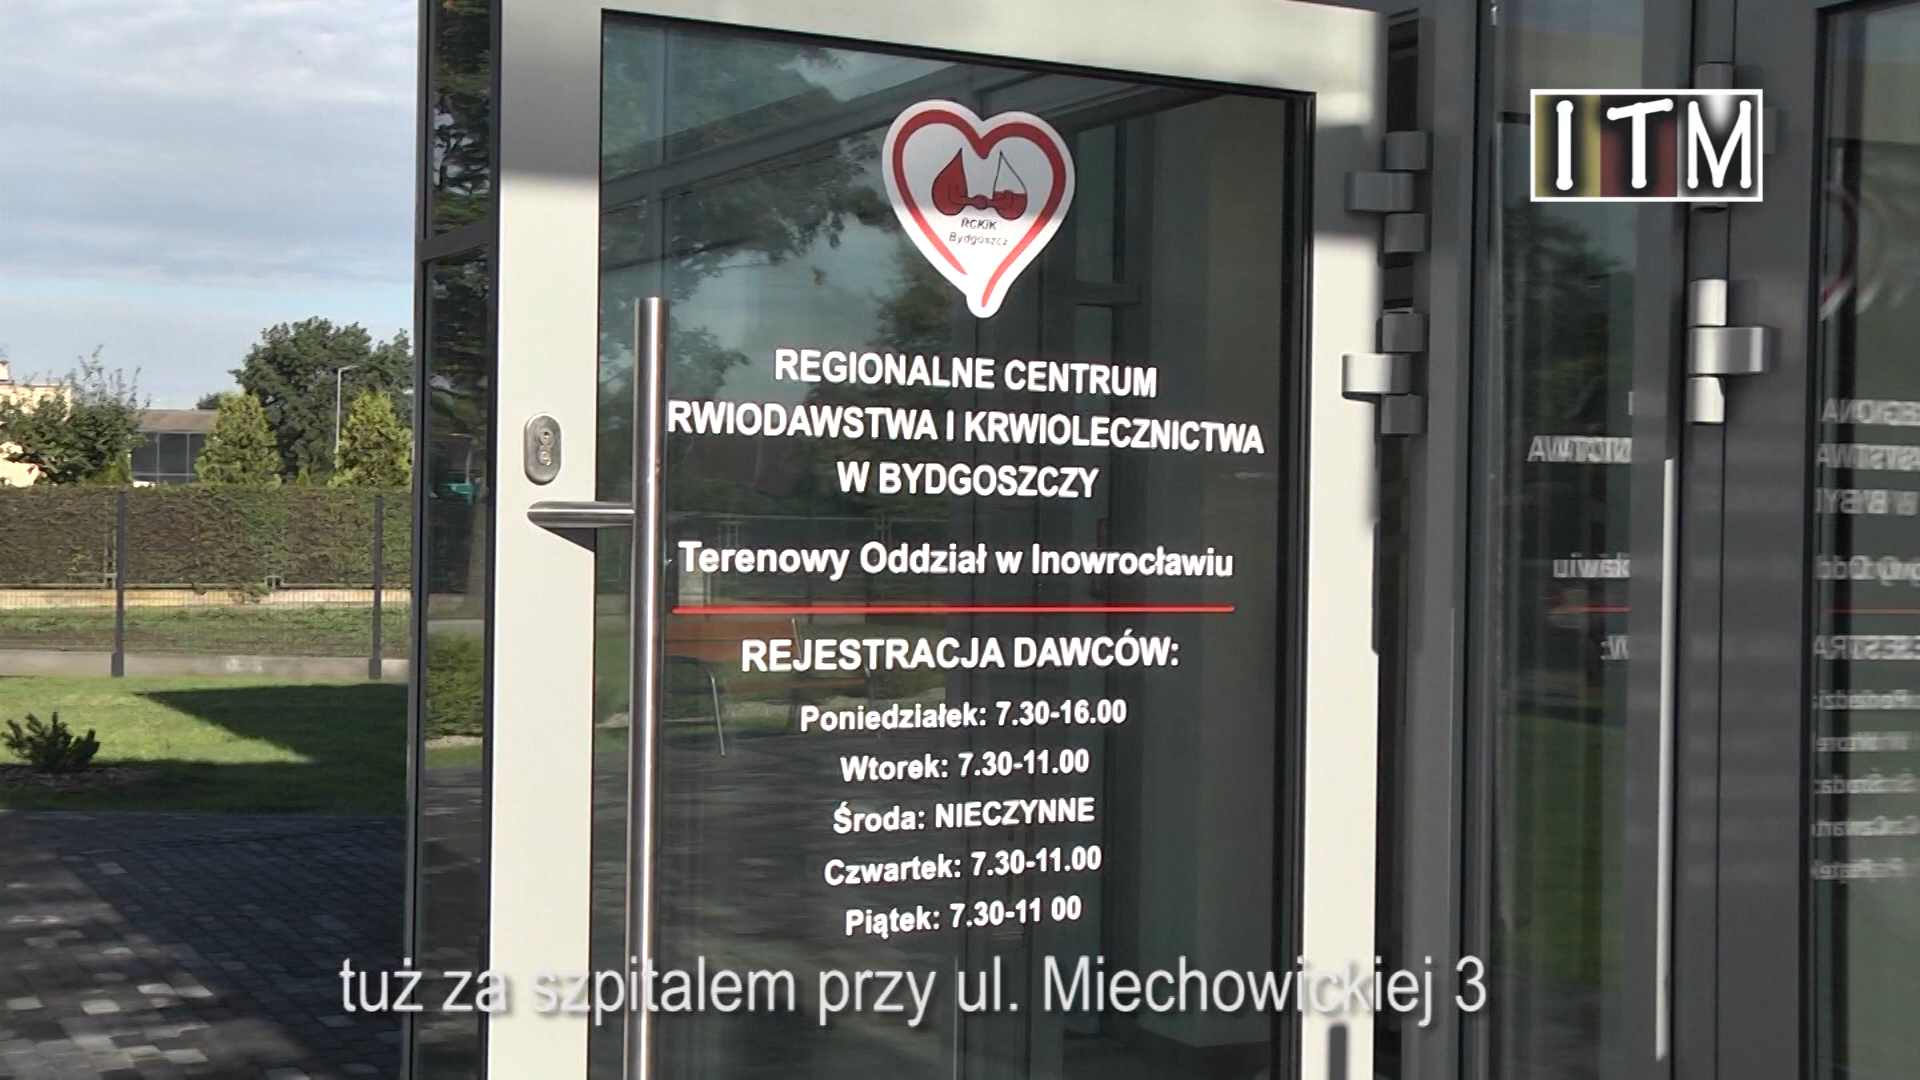 ITM
RCKiK
Bydgoszcz
REGIONALNE CENTRUM
RWIODAWSTWA I KRWIOLECZNICTWA
W BYDGOSZCZY
Terenowy Oddział w Inowrocławiu
REJESTRACJA DAWCÓW:
Poniedziałek: 7.30-16.00
Wtorek: 7.30-11.00
Środa: NIECZYNNE
Czwartek: 7.30-11.00
Piątek: 7.30-11 00
tuż za szpitalem przy ul. Miechowickiej 3